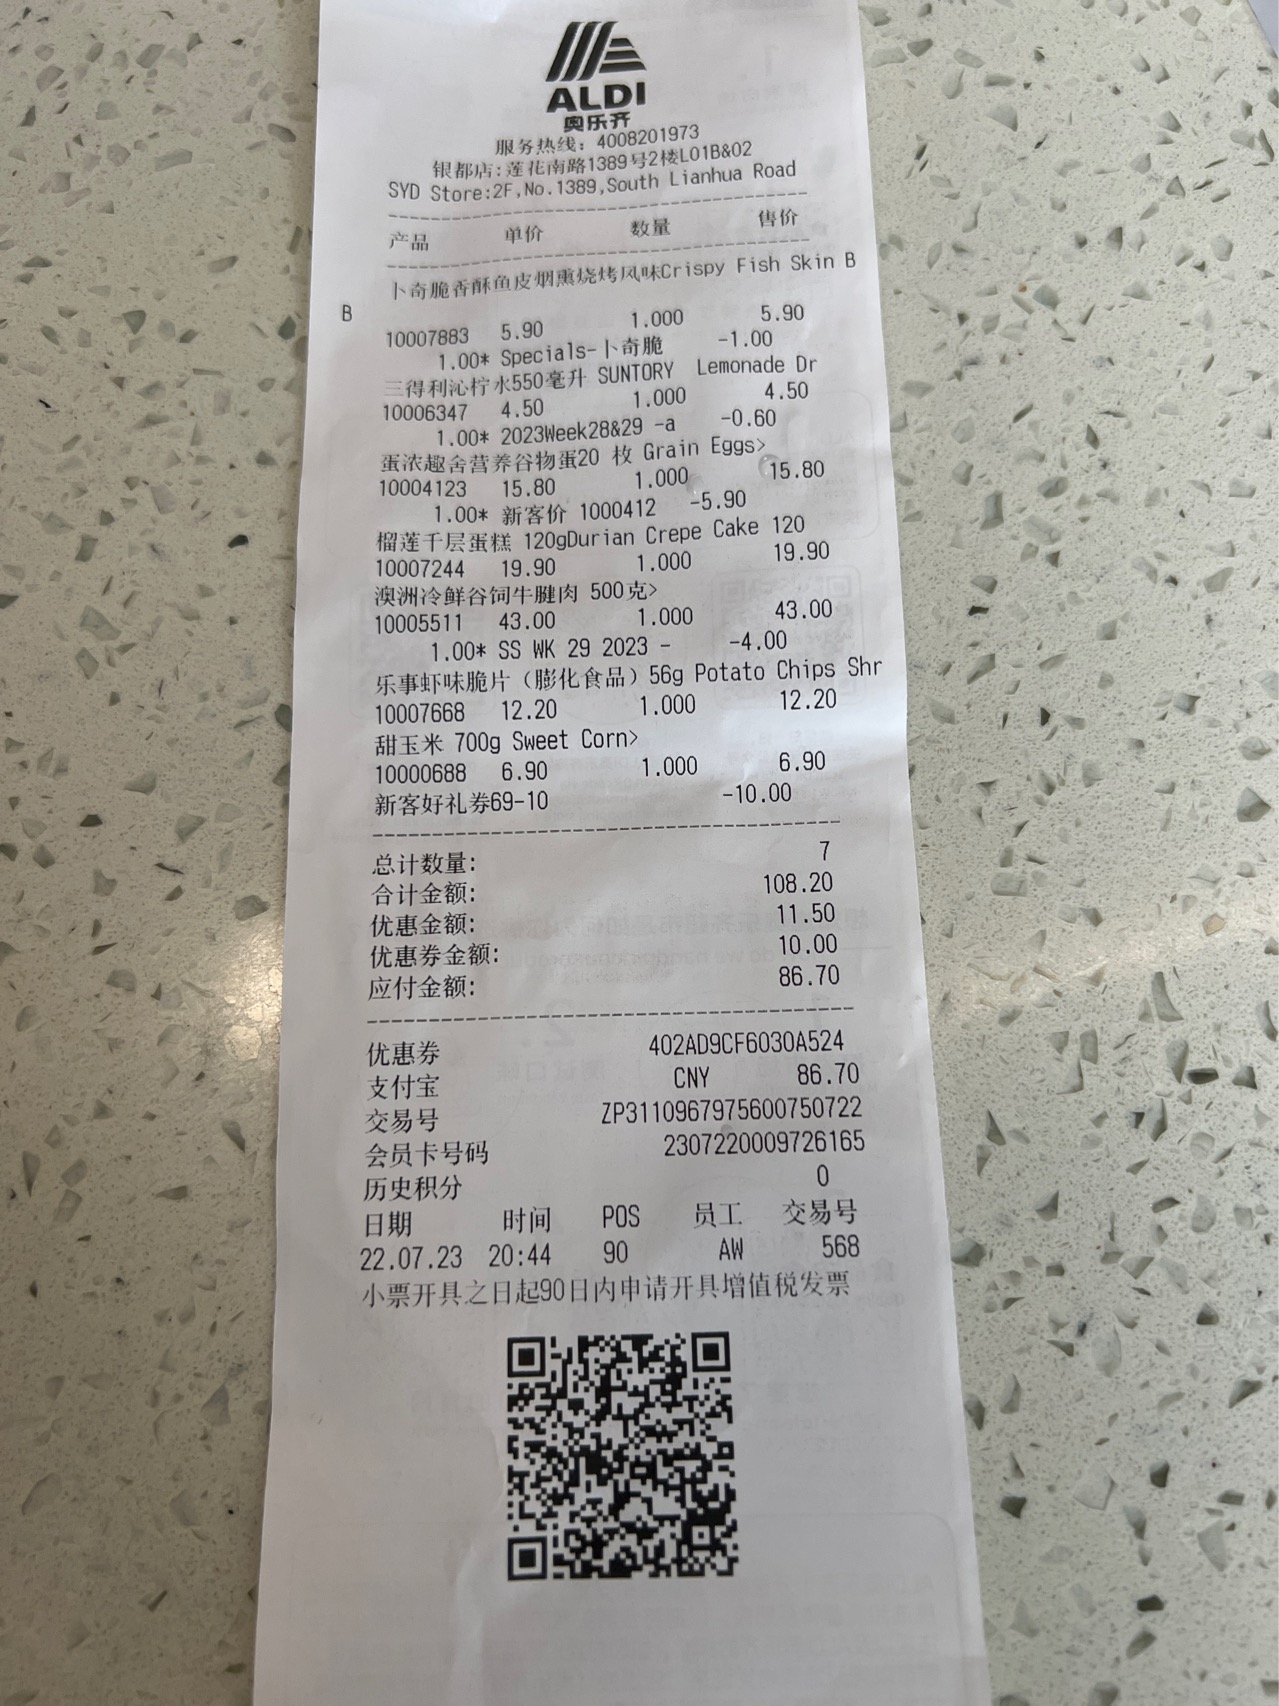 ALDI
奥乐齐
服务热线：4008201973
银都店：莲花南路1389号2楼L01B&02
SYD Store:2F,No.1389,South Lianhua Road
产品 单价 数量 售价
卜奇脆香酥鱼皮烟熏烧烤风味Crispy Fish Skin B
B
10007883 5.90 1.000 5.90
1.00* Specials-卜奇脆 -1.00
三得利沁柠水550毫升 SUNTORY Lemonade Dr
10006347 4.50 1.000 4.50
1.00* 2023Week28&29 -a -0.60
蛋浓趣舍营养谷物蛋20 枚 Grain Eggs>
10004123 15.80 1.000 15.80
1.00* 新客价 1000412 -5.90
榴莲千层蛋糕 120gDurian Crepe Cake 120
10007244 19.90 1.000 19.90
澳洲冷鲜谷饲牛腱肉 500克>
10005511 43.00 1.000 43.00
1.00* SS WK 29 2023 - -4.00
乐事虾味脆片（膨化食品）56g Potato Chips Shr
10007668 12.20 1.000 12.20
甜玉米 700g Sweet Corn>
10000688 6.90 1.000 6.90
新客好礼券69-10 -10.00
总计数量: 7
合计金额: 108.20
优惠金额: 11.50
优惠券金额: 10.00
应付金额: 86.70
优惠券 402AD9CF6030A524
支付宝 CNY 86.70
交易号 ZP3110967975600750722
会员卡号码 2307220009726165
历史积分 0
日期 时间 POS 员工 交易号
22.07.23 20:44 90 AW 568
小票开具之日起90日内申请开具增值税发票